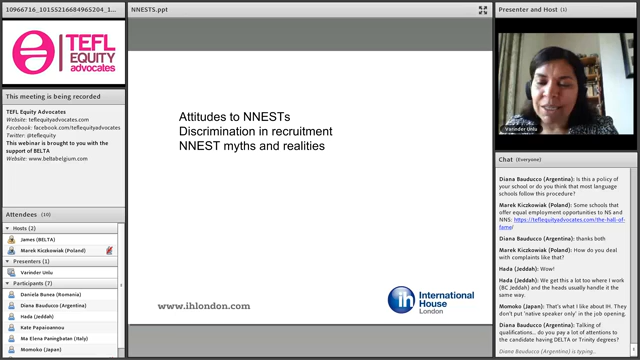 10966716_10155216684965204_1...
TEFL
EQUITY
advocates
This meeting is being recorded
TEFL Equity Advocates
Website: teflequityadvocates.com
Facebook: facebook.com/teflequityadvocates
Twitter: @teflequity
This webinar is brought to you with the
support of BELTA
Website: www.beltabelgium.com
Attendees (10)
Hosts (2)
James (BELTA)
Marek Kiczkowiak (Poland)
Presenters (1)
Varinder Unlu
Participants (7)
Daniela Bunea (Romania)
Diana Bauducco (Argentina)
Hada (Jeddah)
Kate Papaioannou
Ma Elena Paningbatan (Italy)
Momoko (Japan)
NNESTS.ppt
Attitudes to NNESTs
Discrimination in recruitment
NNEST myths and realities
www.ihlondon.com
ih
International
House
London
Presenter and Host (1)
Varinder Unlu
Chat (Everyone)
Diana Bauducco (Argentina): Is this a policy of
your school or do you think that most language
schools follow this procedure?
Marek Kiczkowiak (Poland): Some schools
that offer equal employment opportunities to NS and
NNS: https://teflequityadvocates.com/the-hall-of-
fame/
Diana Bauducco (Argentina): thanks both
Marek Kiczkowiak (Poland): How do you
deal with complaints like that?
Hada (Jeddah): Wow!
Hada (Jeddah): We get this a lot too where I work
(BC Jeddah) and the heads usually handle it the
same way.
Momoko (Japan): That's what I like about IH. They
don't put 'native speaker only' in the job opening.
Diana Bauducco (Argentina): Talking of
qualifications.. do you pay a lot of attentions to
the candidate having DELTA or Trinity degrees?
Diana Bauducco (Argentina) is typing..